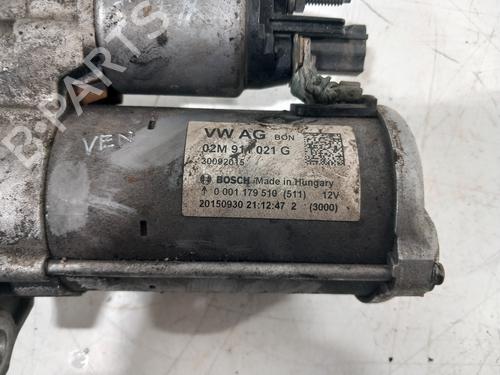 B-PARTS
VEN
VW AG BON
02M 911 021 G
30092015
BOSCH Made in Hungary
0 001 179 510 (511) 12V
20150930 21:12:47 2 (3000)